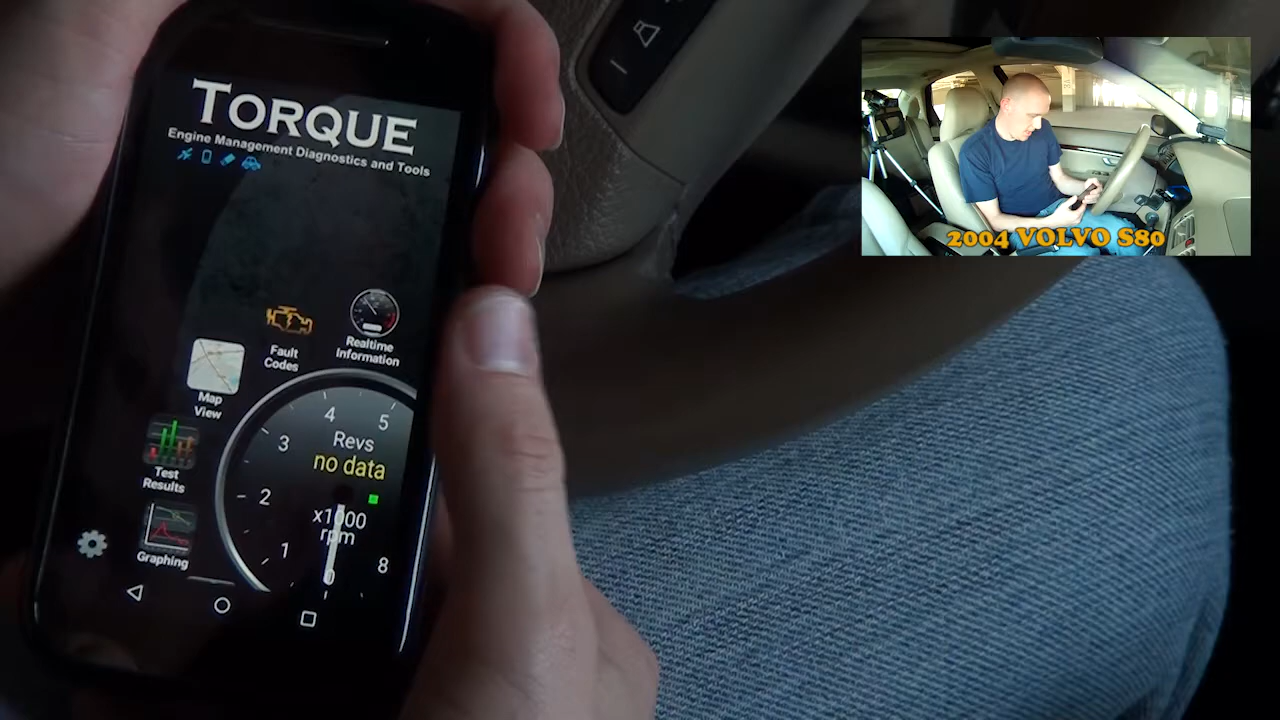 TORQUE
Engine Management Diagnostics and Tools
Fault
Codes
Realtime
Information
Map
View
Test
Results
Graphing
4
5
3
Revs
no data
2
x1000
rpm
1
8
0
2004 VOLVO S80